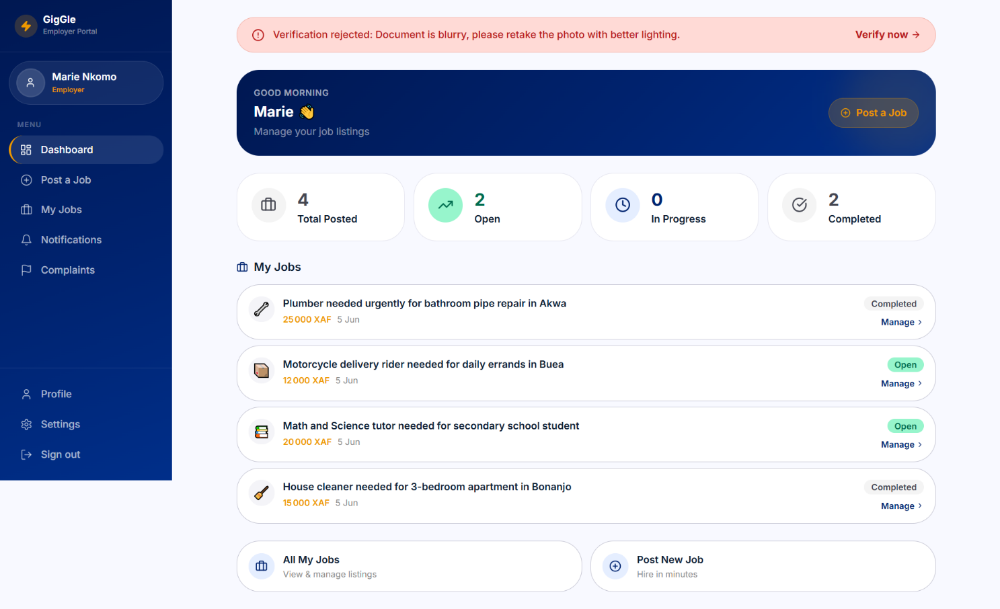 GigGle
Employer Portal
Marie Nkomo
Employer
MENU
Dashboard
Post a Job
My Jobs
Notifications
Complaints
Profile
Settings
Sign out
Verification rejected: Document is blurry, please retake the photo with better lighting.
Verify now →
GOOD MORNING
Marie 👋
Manage your job listings
Post a Job
4
Total Posted
2
Open
0
In Progress
2
Completed
My Jobs
Plumber needed urgently for bathroom pipe repair in Akwa
25 000 XAF 5 Jun
Completed
Manage ›
Motorcycle delivery rider needed for daily errands in Buea
12 000 XAF 5 Jun
Open
Manage ›
Math and Science tutor needed for secondary school student
20 000 XAF 5 Jun
Open
Manage ›
House cleaner needed for 3-bedroom apartment in Bonanjo
15 000 XAF 5 Jun
Completed
Manage ›
All My Jobs
View & manage listings
Post New Job
Hire in minutes